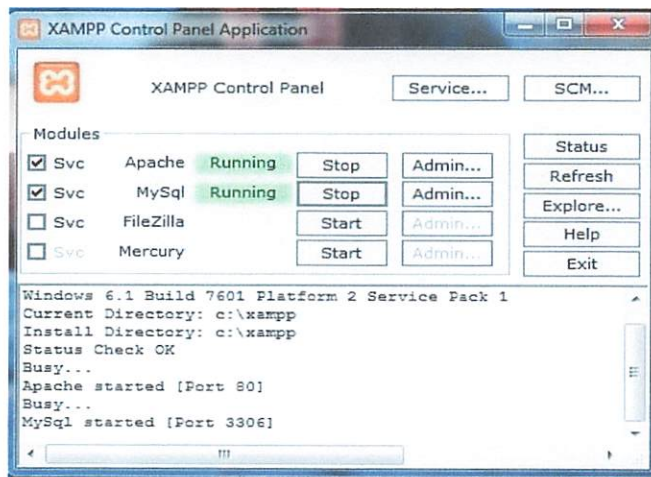 XAMPP Control Panel Application
XAMPP Control Panel Service... SCM...
Modules
Svc Apache Running Stop Admin...
Svc MySql Running Stop Admin...
Svc FileZilla Start Admin...
Svc Mercury Start Admin...
Status
Refresh
Explore...
Help
Exit
Windows 6.1 Build 7601 Platform 2 Service Pack 1
Current Directory: c:\xampp
Install Directory: c:\xampp
Status Check OK
Busy...
Apache started [Port 80]
Busy...
MySql started [Port 3306]